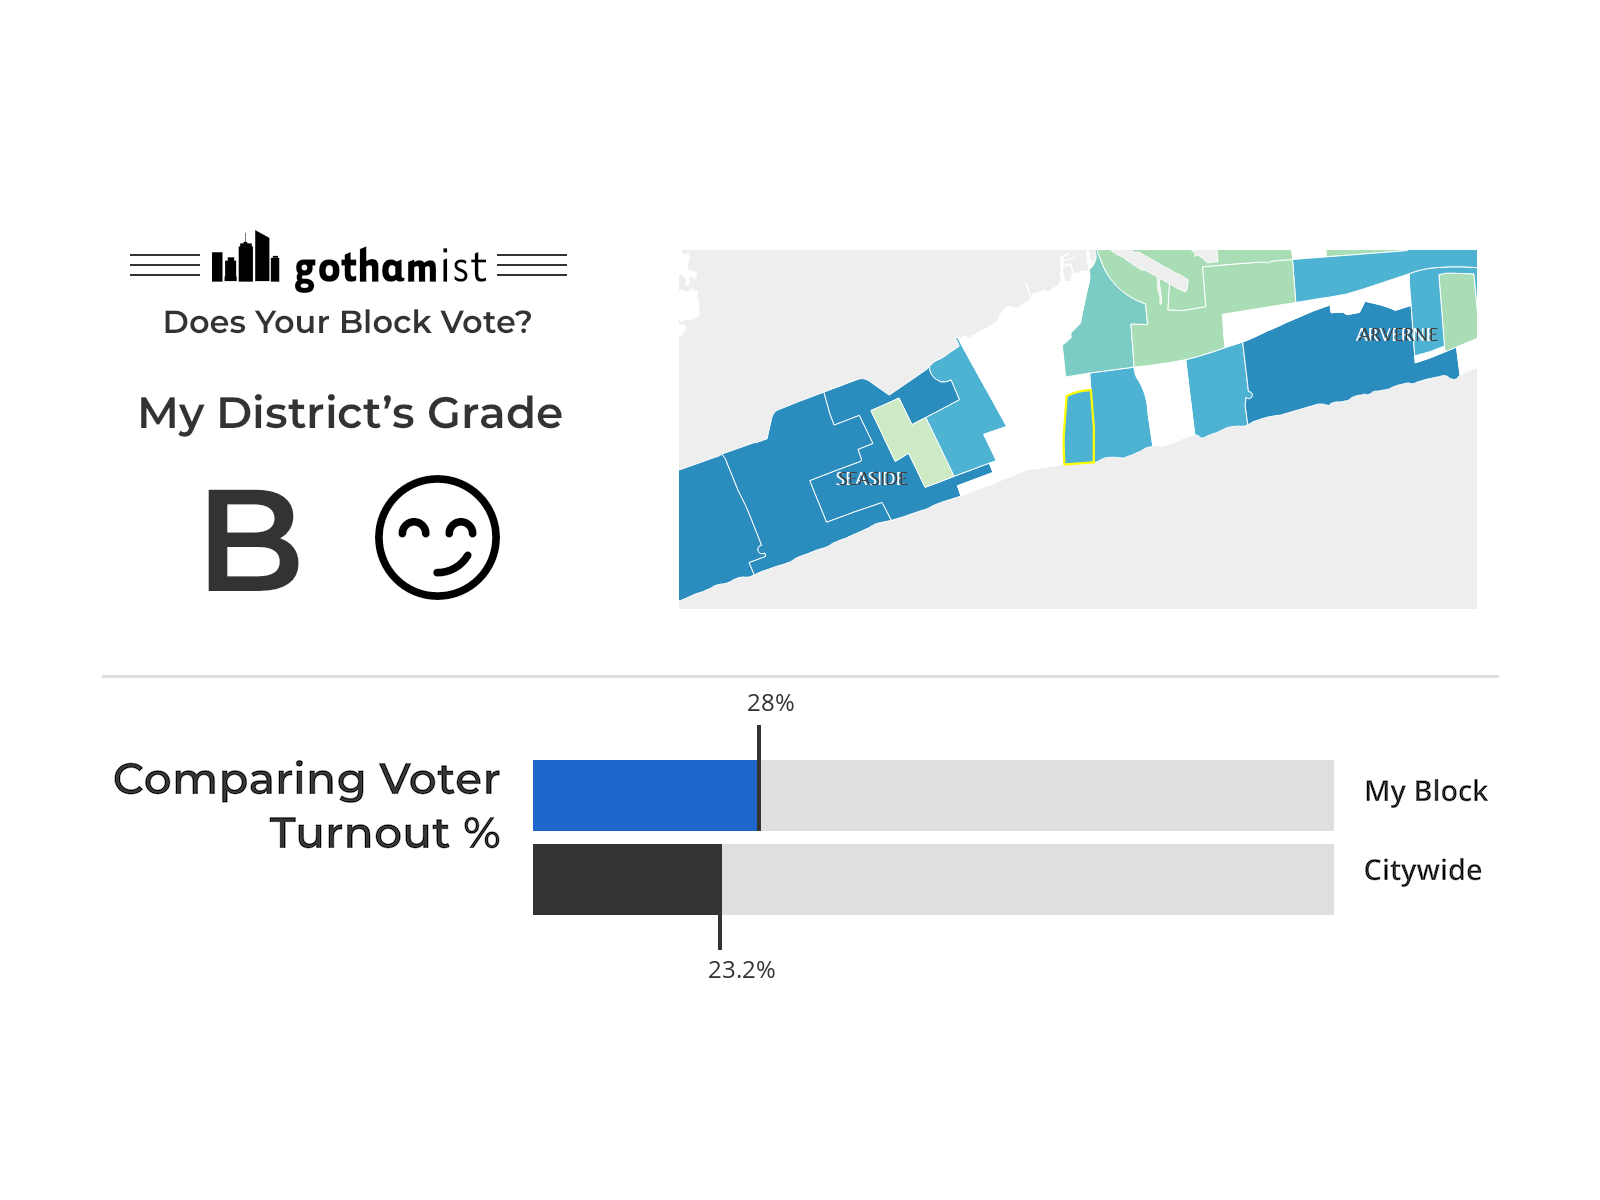 gothamist
Does Your Block Vote?
My District’s Grade
B
SEASIDE
ARVERNE
28%
Comparing Voter
Turnout %
My Block
Citywide
23.2%